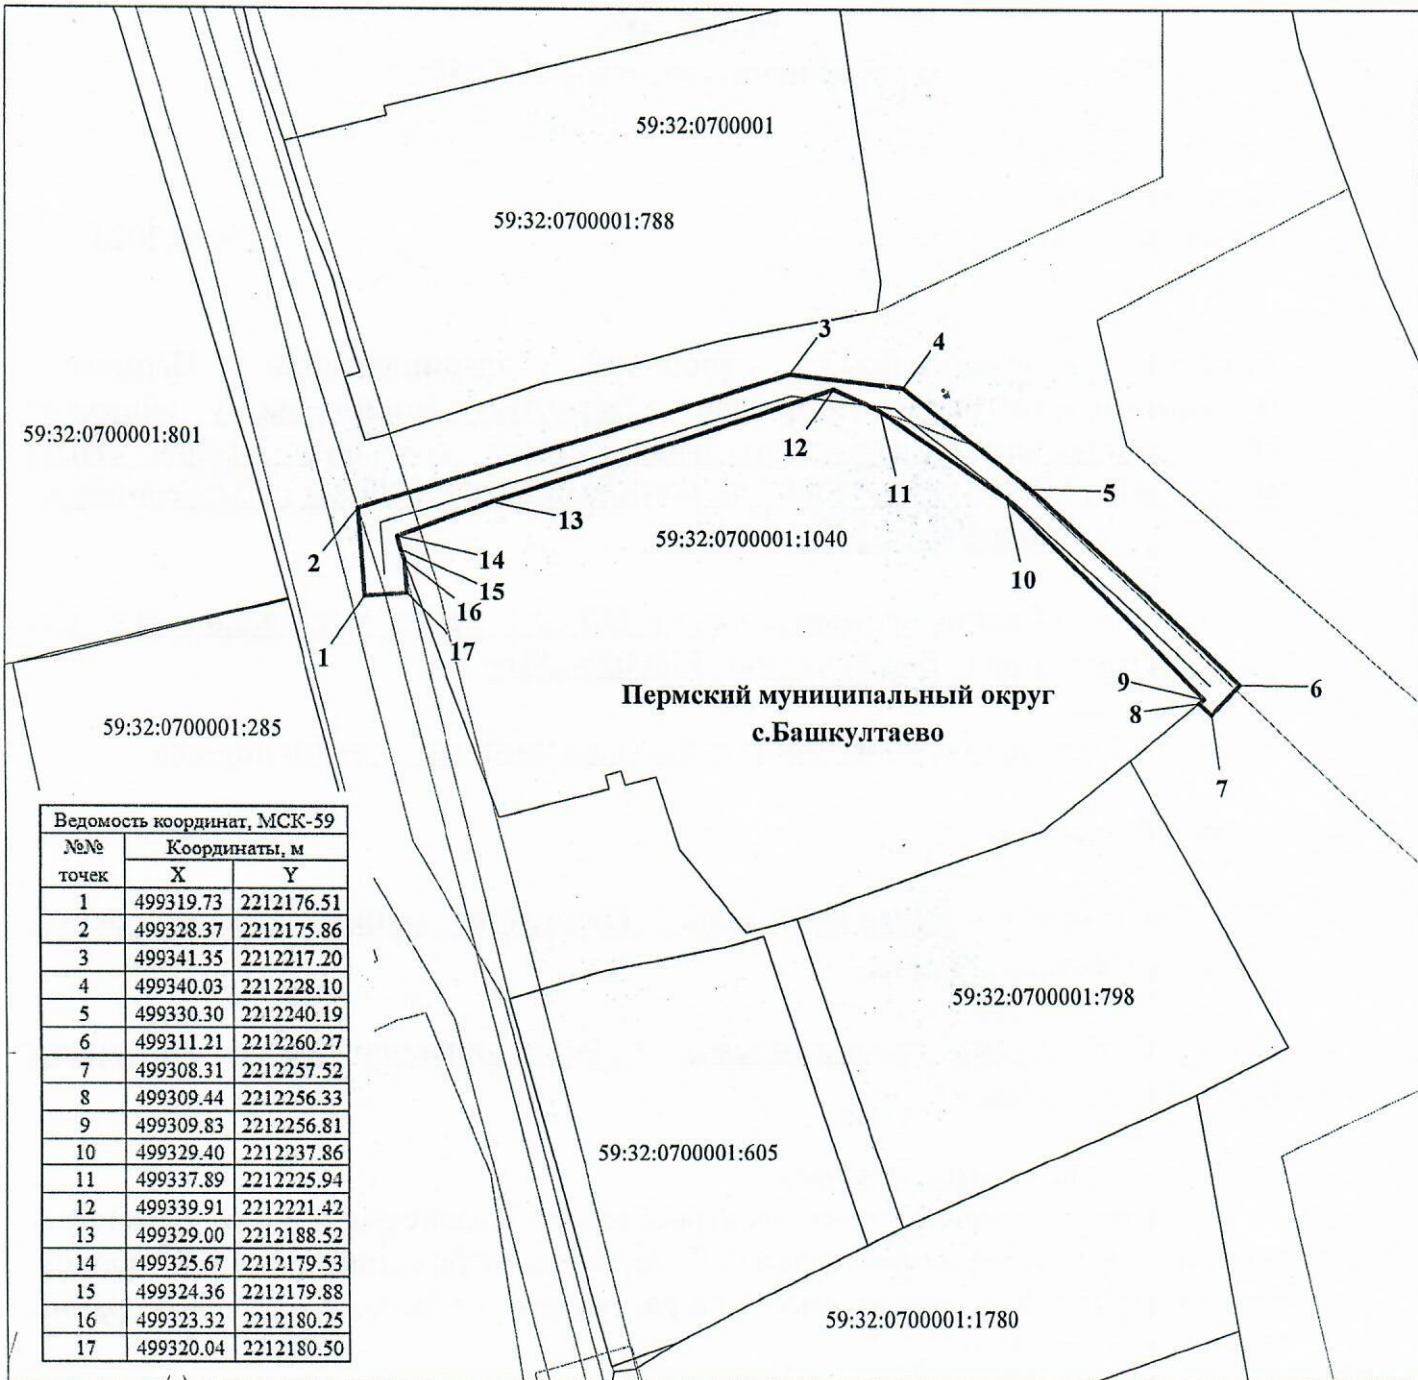 59:32:0700001
59:32:0700001:788
3
4
59:32:0700001:801
12
11
5
13
59:32:0700001:1040
2
14
10
15
16
1
17
9
6
8
Пермский муниципальный округ
с.Башкултаево
59:32:0700001:285
7
Ведомость координат, МСК-59
№№ Координаты, м
точек X Y
1 499319.73 2212176.51
2 499328.37 2212175.86
3 499341.35 2212217.20
4 499340.03 2212228.10
5 499330.30 2212240.19
6 499311.21 2212260.27
7 499308.31 2212257.52
8 499309.44 2212256.33
9 499309.83 2212256.81
10 499329.40 2212237.86
11 499337.89 2212225.94
12 499339.91 2212221.42
13 499329.00 2212188.52
14 499325.67 2212179.53
15 499324.36 2212179.88
16 499323.32 2212180.25
17 499320.04 2212180.50
59:32:0700001:798
59:32:0700001:605
59:32:0700001:1780